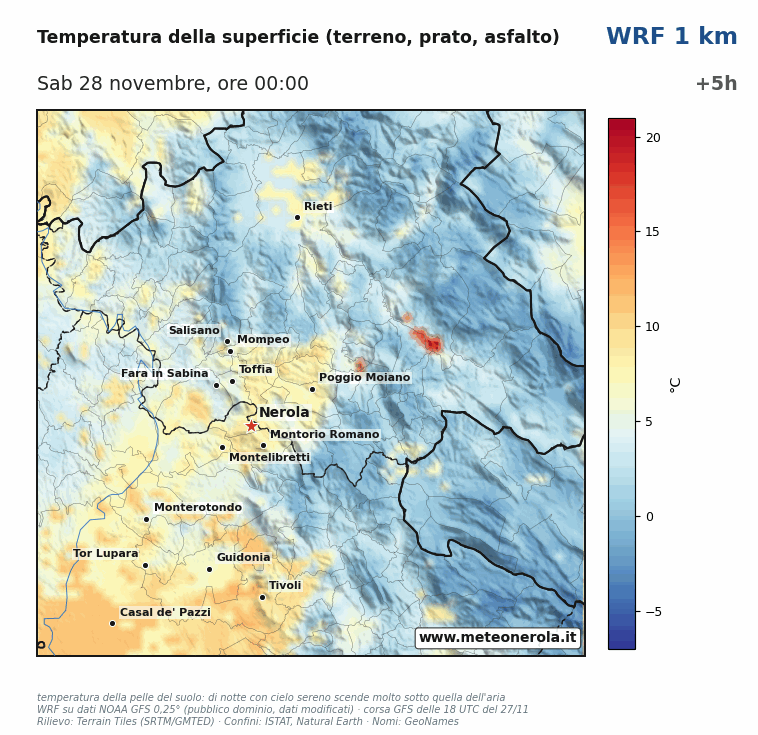 Temperatura della superficie (terreno, prato, asfalto)
WRF 1 km
Sab 28 novembre, ore 00:00
+5h
Rieti
Salisano
Mompeo
Toffia
Fara in Sabina
Poggio Moiano
Nerola
Montorio Romano
Montelibretti
Monterotondo
Tor Lupara
Guidonia
Tivoli
Casal de' Pazzi
www.meteonerola.it
20
15
10
5
0
−5
°C
temperatura della pelle del suolo: di notte con cielo sereno scende molto sotto quella dell'aria
WRF su dati NOAA GFS 0,25° (pubblico dominio, dati modificati) · corsa GFS delle 18 UTC del 27/11
Rilievo: Terrain Tiles (SRTM/GMTED) · Confini: ISTAT, Natural Earth · Nomi: GeoNames